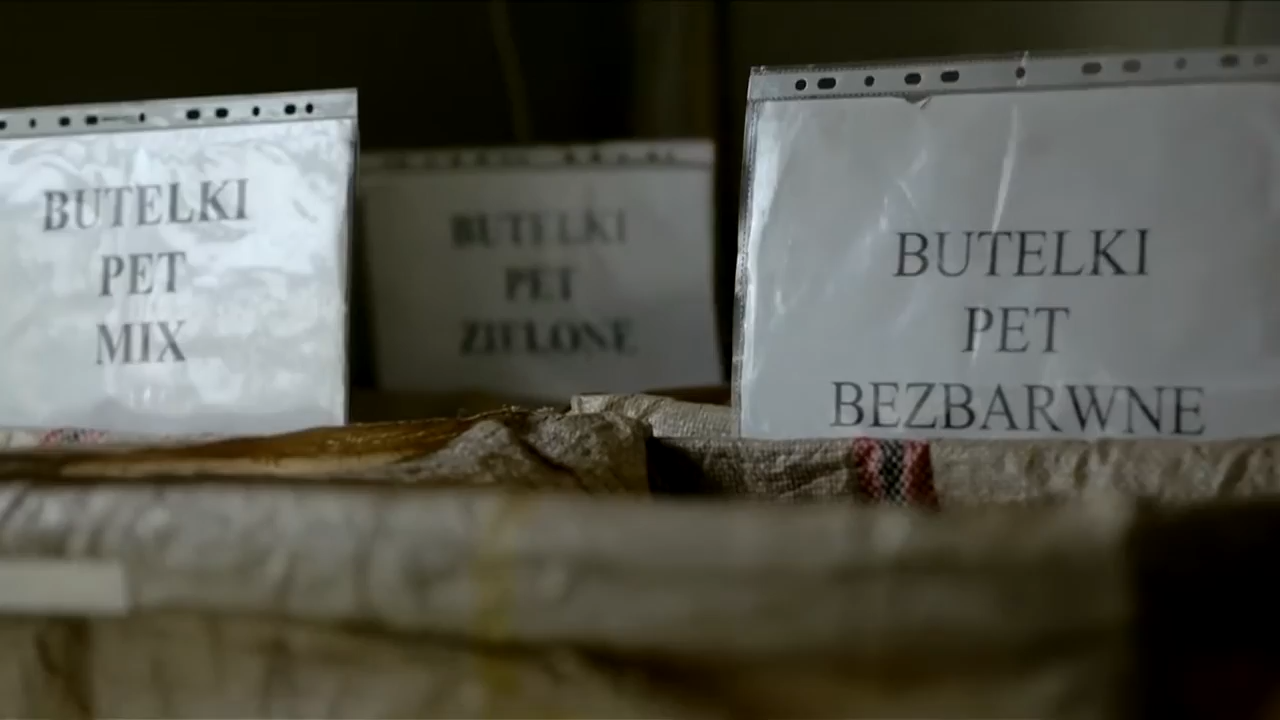 BUTELKI
PET
MIX
BUTELKI
PET
ZIELONE
BUTELKI
PET
BEZBARWNE